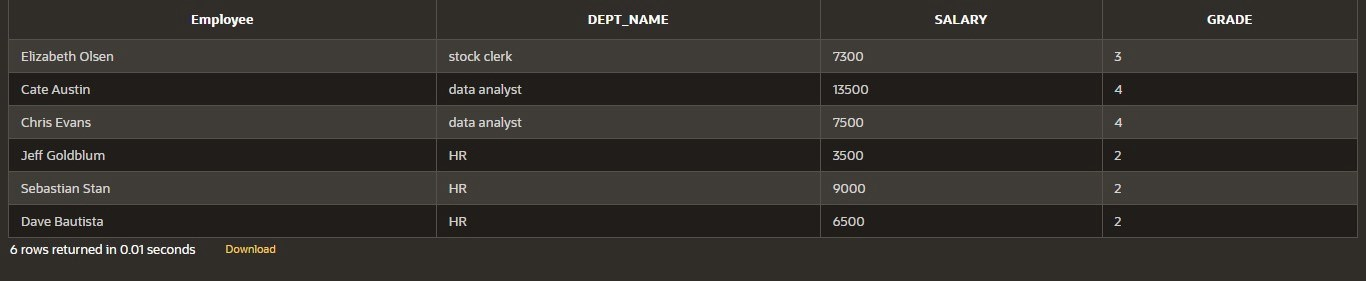 Employee DEPT_NAME SALARY GRADE
Elizabeth Olsen stock clerk 7300 3
Cate Austin data analyst 13500 4
Chris Evans data analyst 7500 4
Jeff Goldblum HR 3500 2
Sebastian Stan HR 9000 2
Dave Bautista HR 6500 2
6 rows returned in 0.01 seconds Download